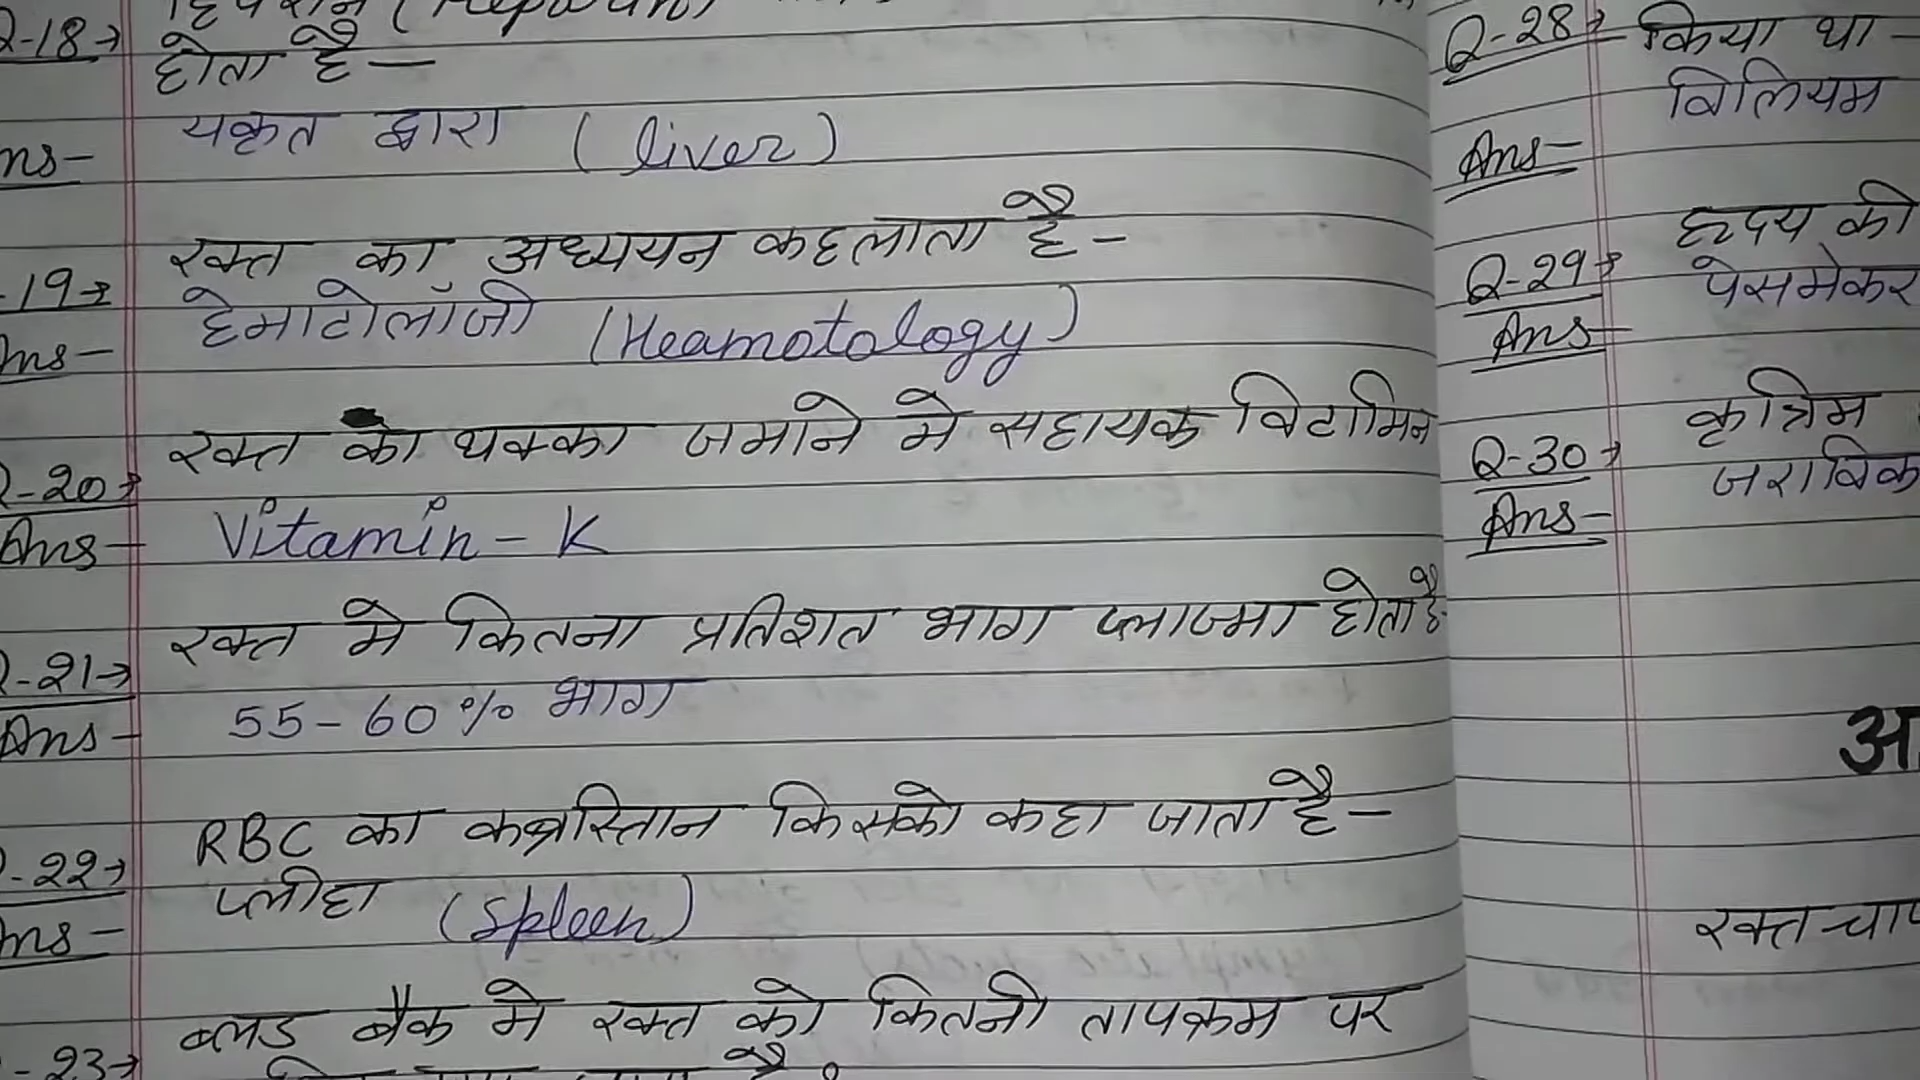 Q-18→ होता है —
Ans- यकृत द्वारा (liver)
Q-19→ रक्त का अध्ययन कहलाता है -
Ans- हेमाटोलॉजी (Heamotology)
Q-20→ रक्त का थक्का जमाने मे सहायक विटामिन
Ans- Vitamin - K
Q-21→ रक्त मे कितना प्रतिशत भाग प्लाज्मा होता है-
Ans- 55-60% भाग
Q-22→ RBC का कब्रस्तिान किसको कहा जाता है -
Ans- प्लीहा (Spleen)
Q-23→ ब्लड बैंक मे रक्त को कितनी तापक्रम पर
Q-28→ किया था -
Ans- विलियम
Q-29→ हृदय की
Ans- पेसमेकर
Q-30→ कृत्रिम
Ans- जराविक
रक्त-चाप